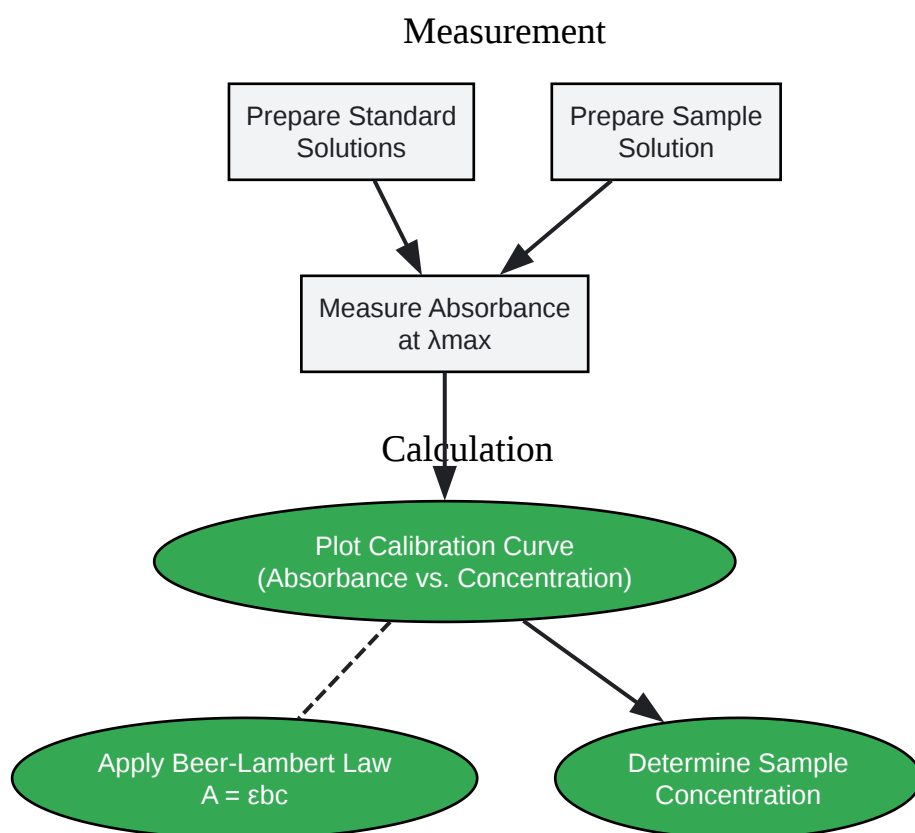 Measurement
Prepare Standard
Solutions
Prepare Sample
Solution
Measure Absorbance
at λmax
Calculation
Plot Calibration Curve
(Absorbance vs. Concentration)
Apply Beer-Lambert Law
A = εbc
Determine Sample
Concentration